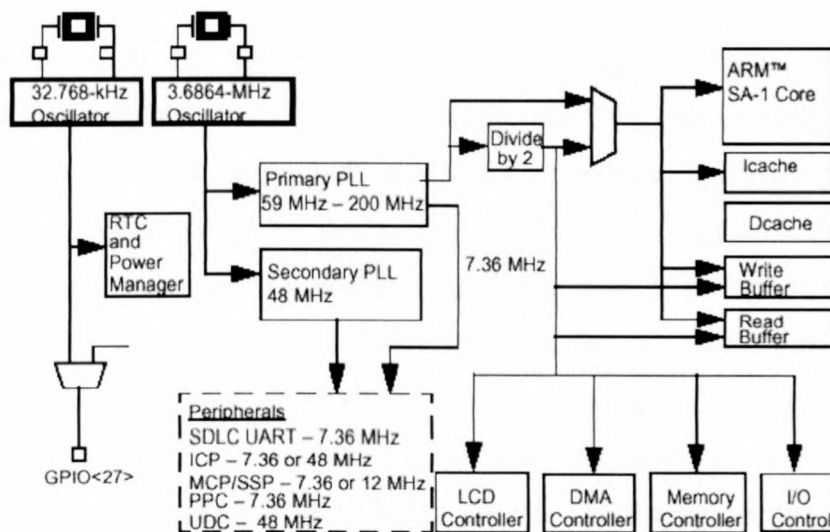 32.768-kHz
Oscillator
3.6864-MHz
Oscillator
Primary PLL
59 MHz – 200 MHz
Divide
by 2
ARM™
SA-1 Core
Icache
Dcache
Write
Buffer
Read
Buffer
RTC
and
Power
Manager
Secondary PLL
48 MHz
7.36 MHz
GPIO<27>
Peripherals
SDLC UART – 7.36 MHz
ICP – 7.36 or 48 MHz
MCP/SSP – 7.36 or 12 MHz
PPC – 7.36 MHz
UDC – 48 MHz
LCD
Controller
DMA
Controller
Memory
Controller
I/O
Control